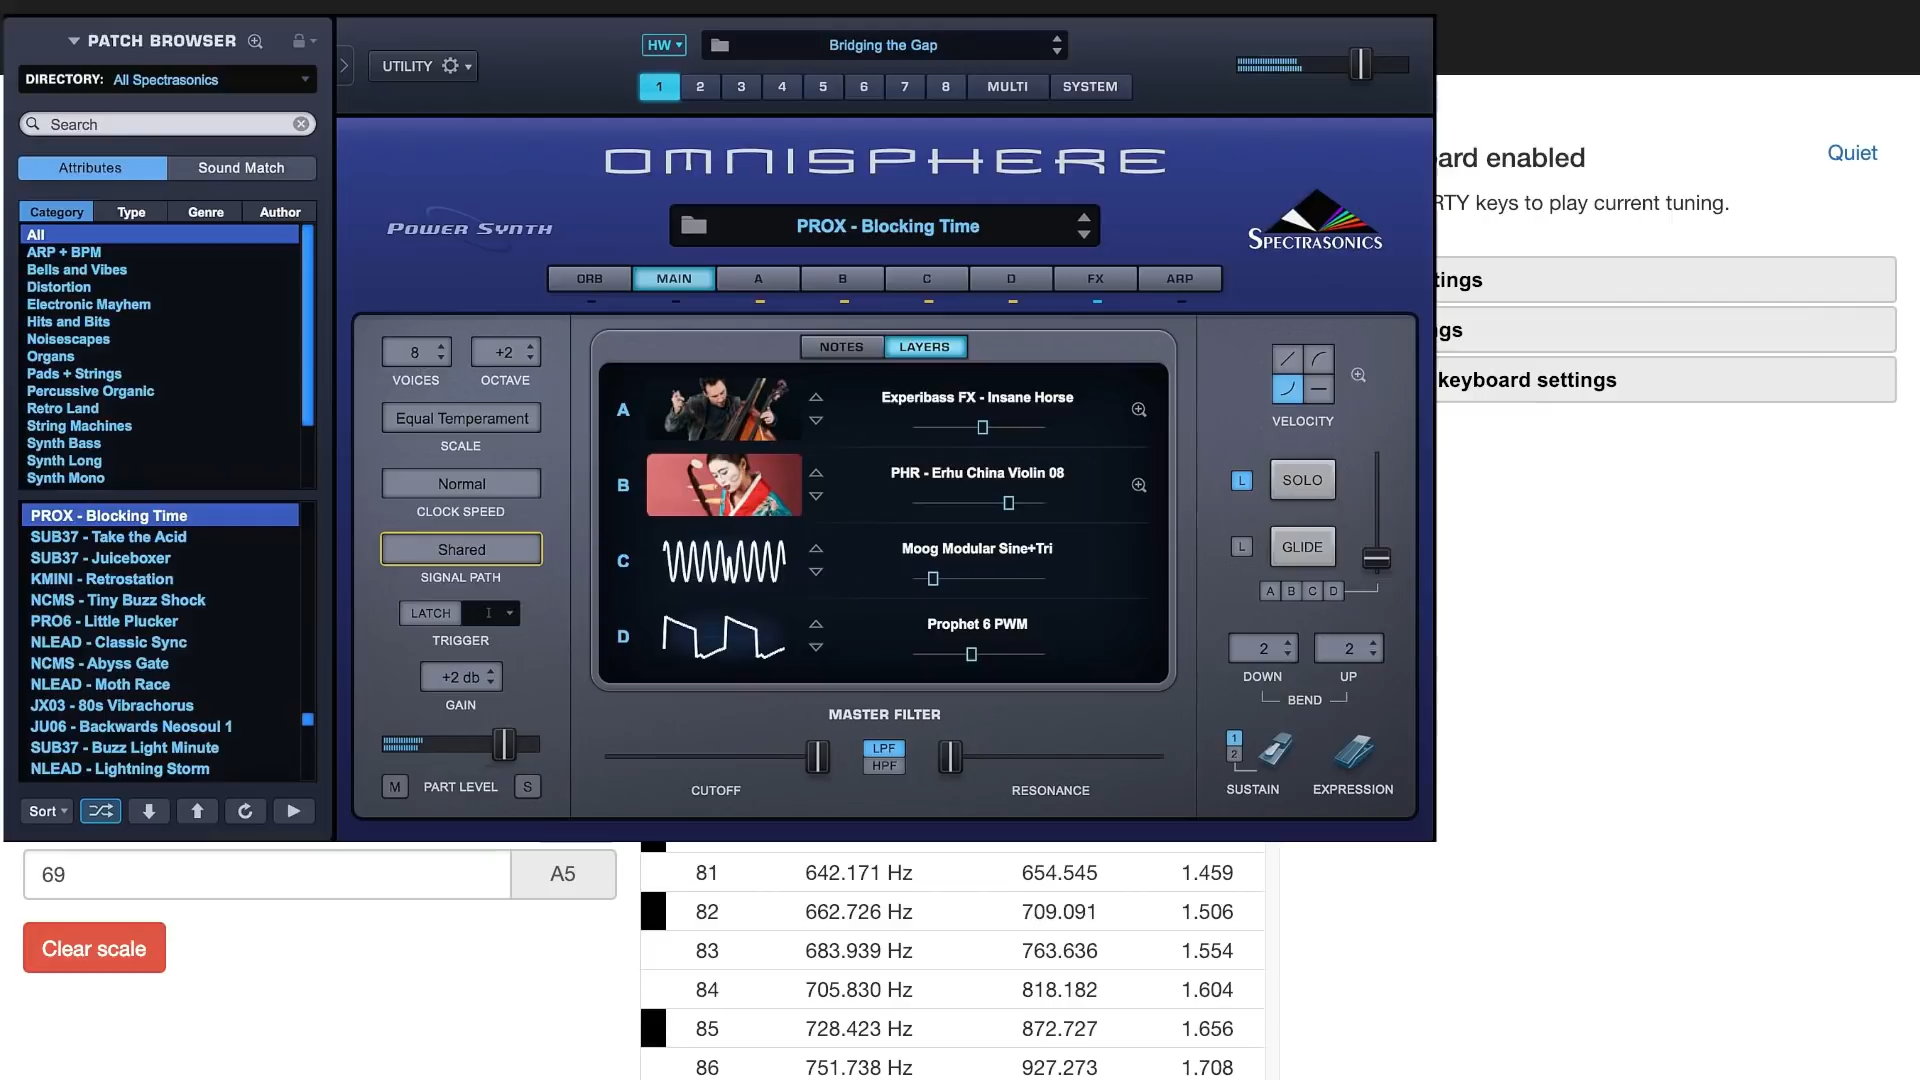 PATCH BROWSER
DIRECTORY: All Spectrasonics
Search
Attributes Sound Match
Category Type Genre Author
All
ARP + BPM
Bells and Vibes
Distortion
Electronic Mayhem
Hits and Bits
Noisescapes
Organs
Pads + Strings
Percussive Organic
Retro Land
String Machines
Synth Bass
Synth Long
Synth Mono
PROX - Blocking Time
SUB37 - Take the Acid
SUB37 - Juiceboxer
KMINI - Retrostation
NCMS - Tiny Buzz Shock
PRO6 - Little Plucker
NLEAD - Classic Sync
NCMS - Abyss Gate
NLEAD - Moth Race
JX03 - 80s Vibrachorus
JU06 - Backwards Neosoul 1
SUB37 - Buzz Light Minute
NLEAD - Lightning Storm
Sort
UTILITY
HW Bridging the Gap
1 2 3 4 5 6 7 8 MULTI SYSTEM
OMNISPHERE
POWER SYNTH
PROX - Blocking Time
SPECTRASONICS
ORB MAIN A B C D FX ARP
8 +2
VOICES OCTAVE
Equal Temperament
SCALE
Normal
CLOCK SPEED
Shared
SIGNAL PATH
LATCH
TRIGGER
+2 db
GAIN
M PART LEVEL S
NOTES LAYERS
A Experibass FX - Insane Horse
B PHR - Erhu China Violin 08
C Moog Modular Sine+Tri
D Prophet 6 PWM
MASTER FILTER
LPF
HPF
CUTOFF RESONANCE
VELOCITY
L SOLO
L GLIDE
A B C D
2 2
DOWN UP
BEND
1
2
SUSTAIN EXPRESSION
ard enabled Quiet
RTY keys to play current tuning.
tings
gs
keyboard settings
69 A5
Clear scale
81 642.171 Hz 654.545 1.459
82 662.726 Hz 709.091 1.506
83 683.939 Hz 763.636 1.554
84 705.830 Hz 818.182 1.604
85 728.423 Hz 872.727 1.656
86 751.738 Hz 927.273 1.708